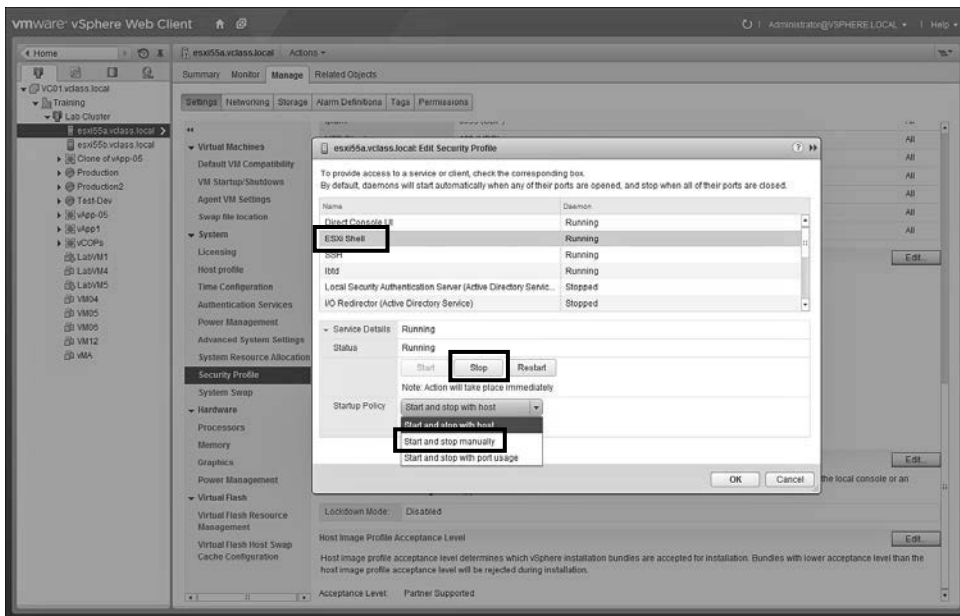 vmware vSphere Web Client
Administrator@VSPHERE.LOCAL
Help
Home
VC01.vclass.local
Training
Lab Cluster
esxi55a.vclass.local
esxi55b.vclass.local
Clone of vApp-05
Production
Production2
Test-Dev
vApp-05
vApp1
vCOPs
LabVM1
LabVM4
LabVM5
VM04
VM05
VM06
VM12
vMA
esxi55a.vclass.local Actions
Summary Monitor Manage Related Objects
Settings Networking Storage Alarm Definitions Tags Permissions
Virtual Machines
Default VM Compatibility
VM Startup/Shutdown
Agent VM Settings
Swap file location
System
Licensing
Host profile
Time Configuration
Authentication Services
Power Management
Advanced System Settings
System Resource Allocation
Security Profile
System Swap
Hardware
Processors
Memory
Graphics
Power Management
Virtual Flash
Virtual Flash Resource
Management
Virtual Flash Host Swap
Cache Configuration
All
All
All
All
All
All
Edit...
esxi55a.vclass.local: Edit Security Profile
To provide access to a service or client, check the corresponding box.
By default, daemons will start automatically when any of their ports are opened, and stop when all of their ports are closed.
Name Daemon
Direct Console UI Running
ESXi Shell Running
SSH Running
lbtd Running
Local Security Authentication Server (Active Directory Servic... Stopped
I/O Redirector (Active Directory Service) Stopped
Service Details Running
Status Running
Start Stop Restart
Note: Action will take place immediately
Startup Policy Start and stop with host
Start and stop with host
Start and stop manually
Start and stop with port usage
OK Cancel
Edit...
the local console or an
Lockdown Mode: Disabled
Host Image Profile Acceptance Level
Edit...
Host image profile acceptance level determines which vSphere installation bundles are accepted for installation. Bundles with lower acceptance level than the
host image profile acceptance level will be rejected during installation.
Acceptance Level: Partner Supported